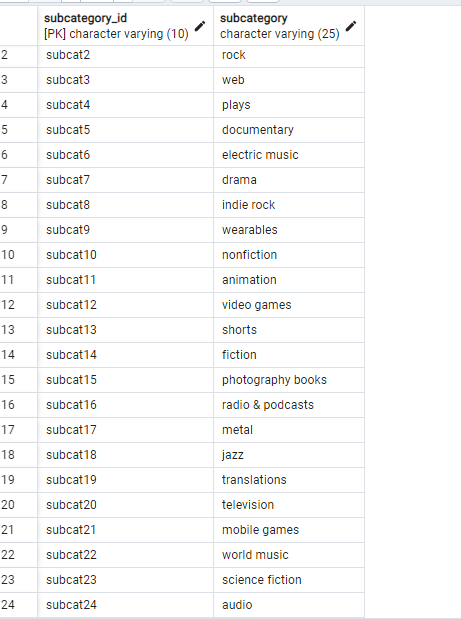 subcategory_id subcategory
[PK] character varying (10) character varying (25)
2 subcat2 rock
3 subcat3 web
4 subcat4 plays
5 subcat5 documentary
6 subcat6 electric music
7 subcat7 drama
8 subcat8 indie rock
9 subcat9 wearables
10 subcat10 nonfiction
11 subcat11 animation
12 subcat12 video games
13 subcat13 shorts
14 subcat14 fiction
15 subcat15 photography books
16 subcat16 radio & podcasts
17 subcat17 metal
18 subcat18 jazz
19 subcat19 translations
20 subcat20 television
21 subcat21 mobile games
22 subcat22 world music
23 subcat23 science fiction
24 subcat24 audio